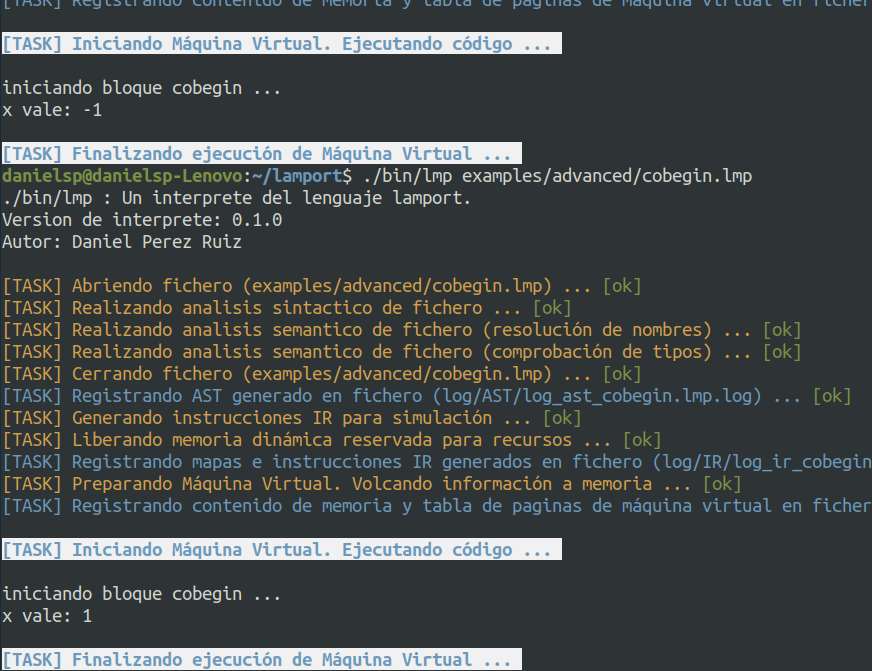 [TASK] Registrando contenido de memoria y tabla de paginas de máquina virtual en ficher
[TASK] Iniciando Máquina Virtual. Ejecutando código ...
iniciando bloque cobegin ...
x vale: -1
[TASK] Finalizando ejecución de Máquina Virtual ...
danielsp@danielsp-Lenovo:~/lamport$ ./bin/lmp examples/advanced/cobegin.lmp
./bin/lmp : Un interprete del lenguaje lamport.
Version de interprete: 0.1.0
Autor: Daniel Perez Ruiz
[TASK] Abriendo fichero (examples/advanced/cobegin.lmp) ... [ok]
[TASK] Realizando analisis sintactico de fichero ... [ok]
[TASK] Realizando analisis semantico de fichero (resolución de nombres) ... [ok]
[TASK] Realizando analisis semantico de fichero (comprobación de tipos) ... [ok]
[TASK] Cerrando fichero (examples/advanced/cobegin.lmp) ... [ok]
[TASK] Registrando AST generado en fichero (log/AST/log_ast_cobegin.lmp.log) ... [ok]
[TASK] Generando instrucciones IR para simulación ... [ok]
[TASK] Liberando memoria dinámica reservada para recursos ... [ok]
[TASK] Registrando mapas e instrucciones IR generados en fichero (log/IR/log_ir_cobegin
[TASK] Preparando Máquina Virtual. Volcando información a memoria ... [ok]
[TASK] Registrando contenido de memoria y tabla de paginas de máquina virtual en ficher
[TASK] Iniciando Máquina Virtual. Ejecutando código ...
iniciando bloque cobegin ...
x vale: 1
[TASK] Finalizando ejecución de Máquina Virtual ...